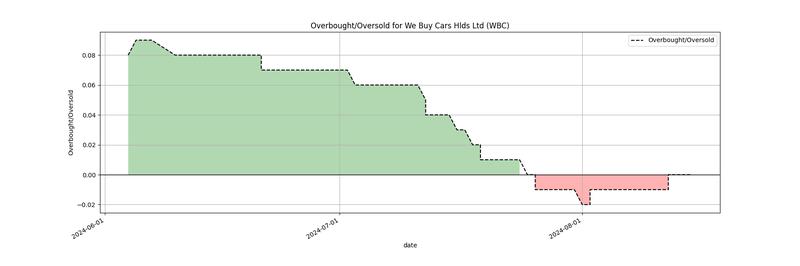 Overbought/Oversold for We Buy Cars Hlds Ltd (WBC)
Overbought/Oversold
0.08
0.06
0.04
0.02
0.00
−0.02
Overbought/Oversold
2024-06-01
2024-07-01
2024-08-01
date